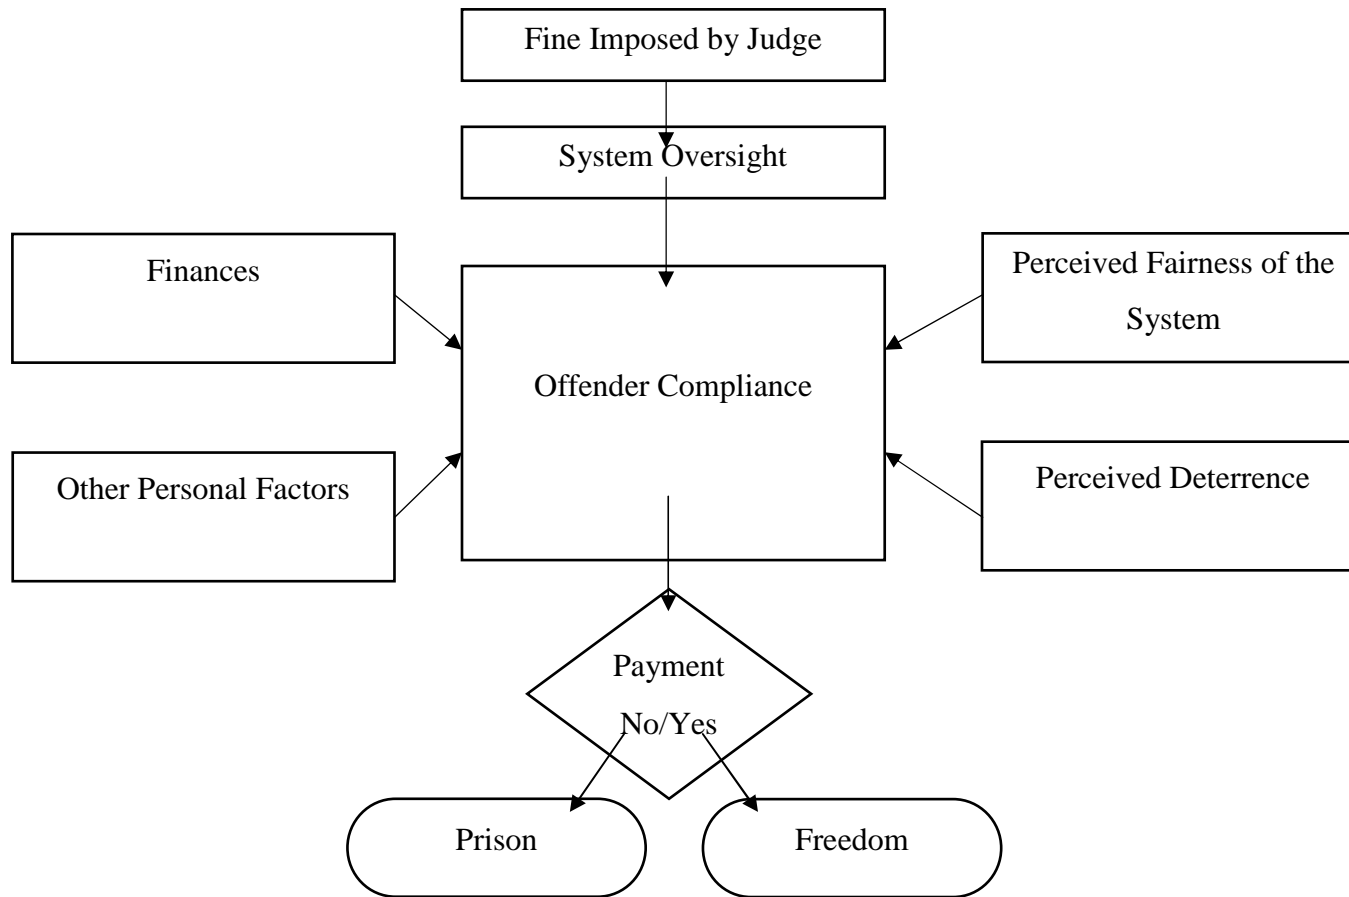 Fine Imposed by Judge
System Oversight
Finances
Perceived Fairness of the
System
Offender Compliance
Other Personal Factors
Perceived Deterrence
Payment
No/Yes
Prison
Freedom